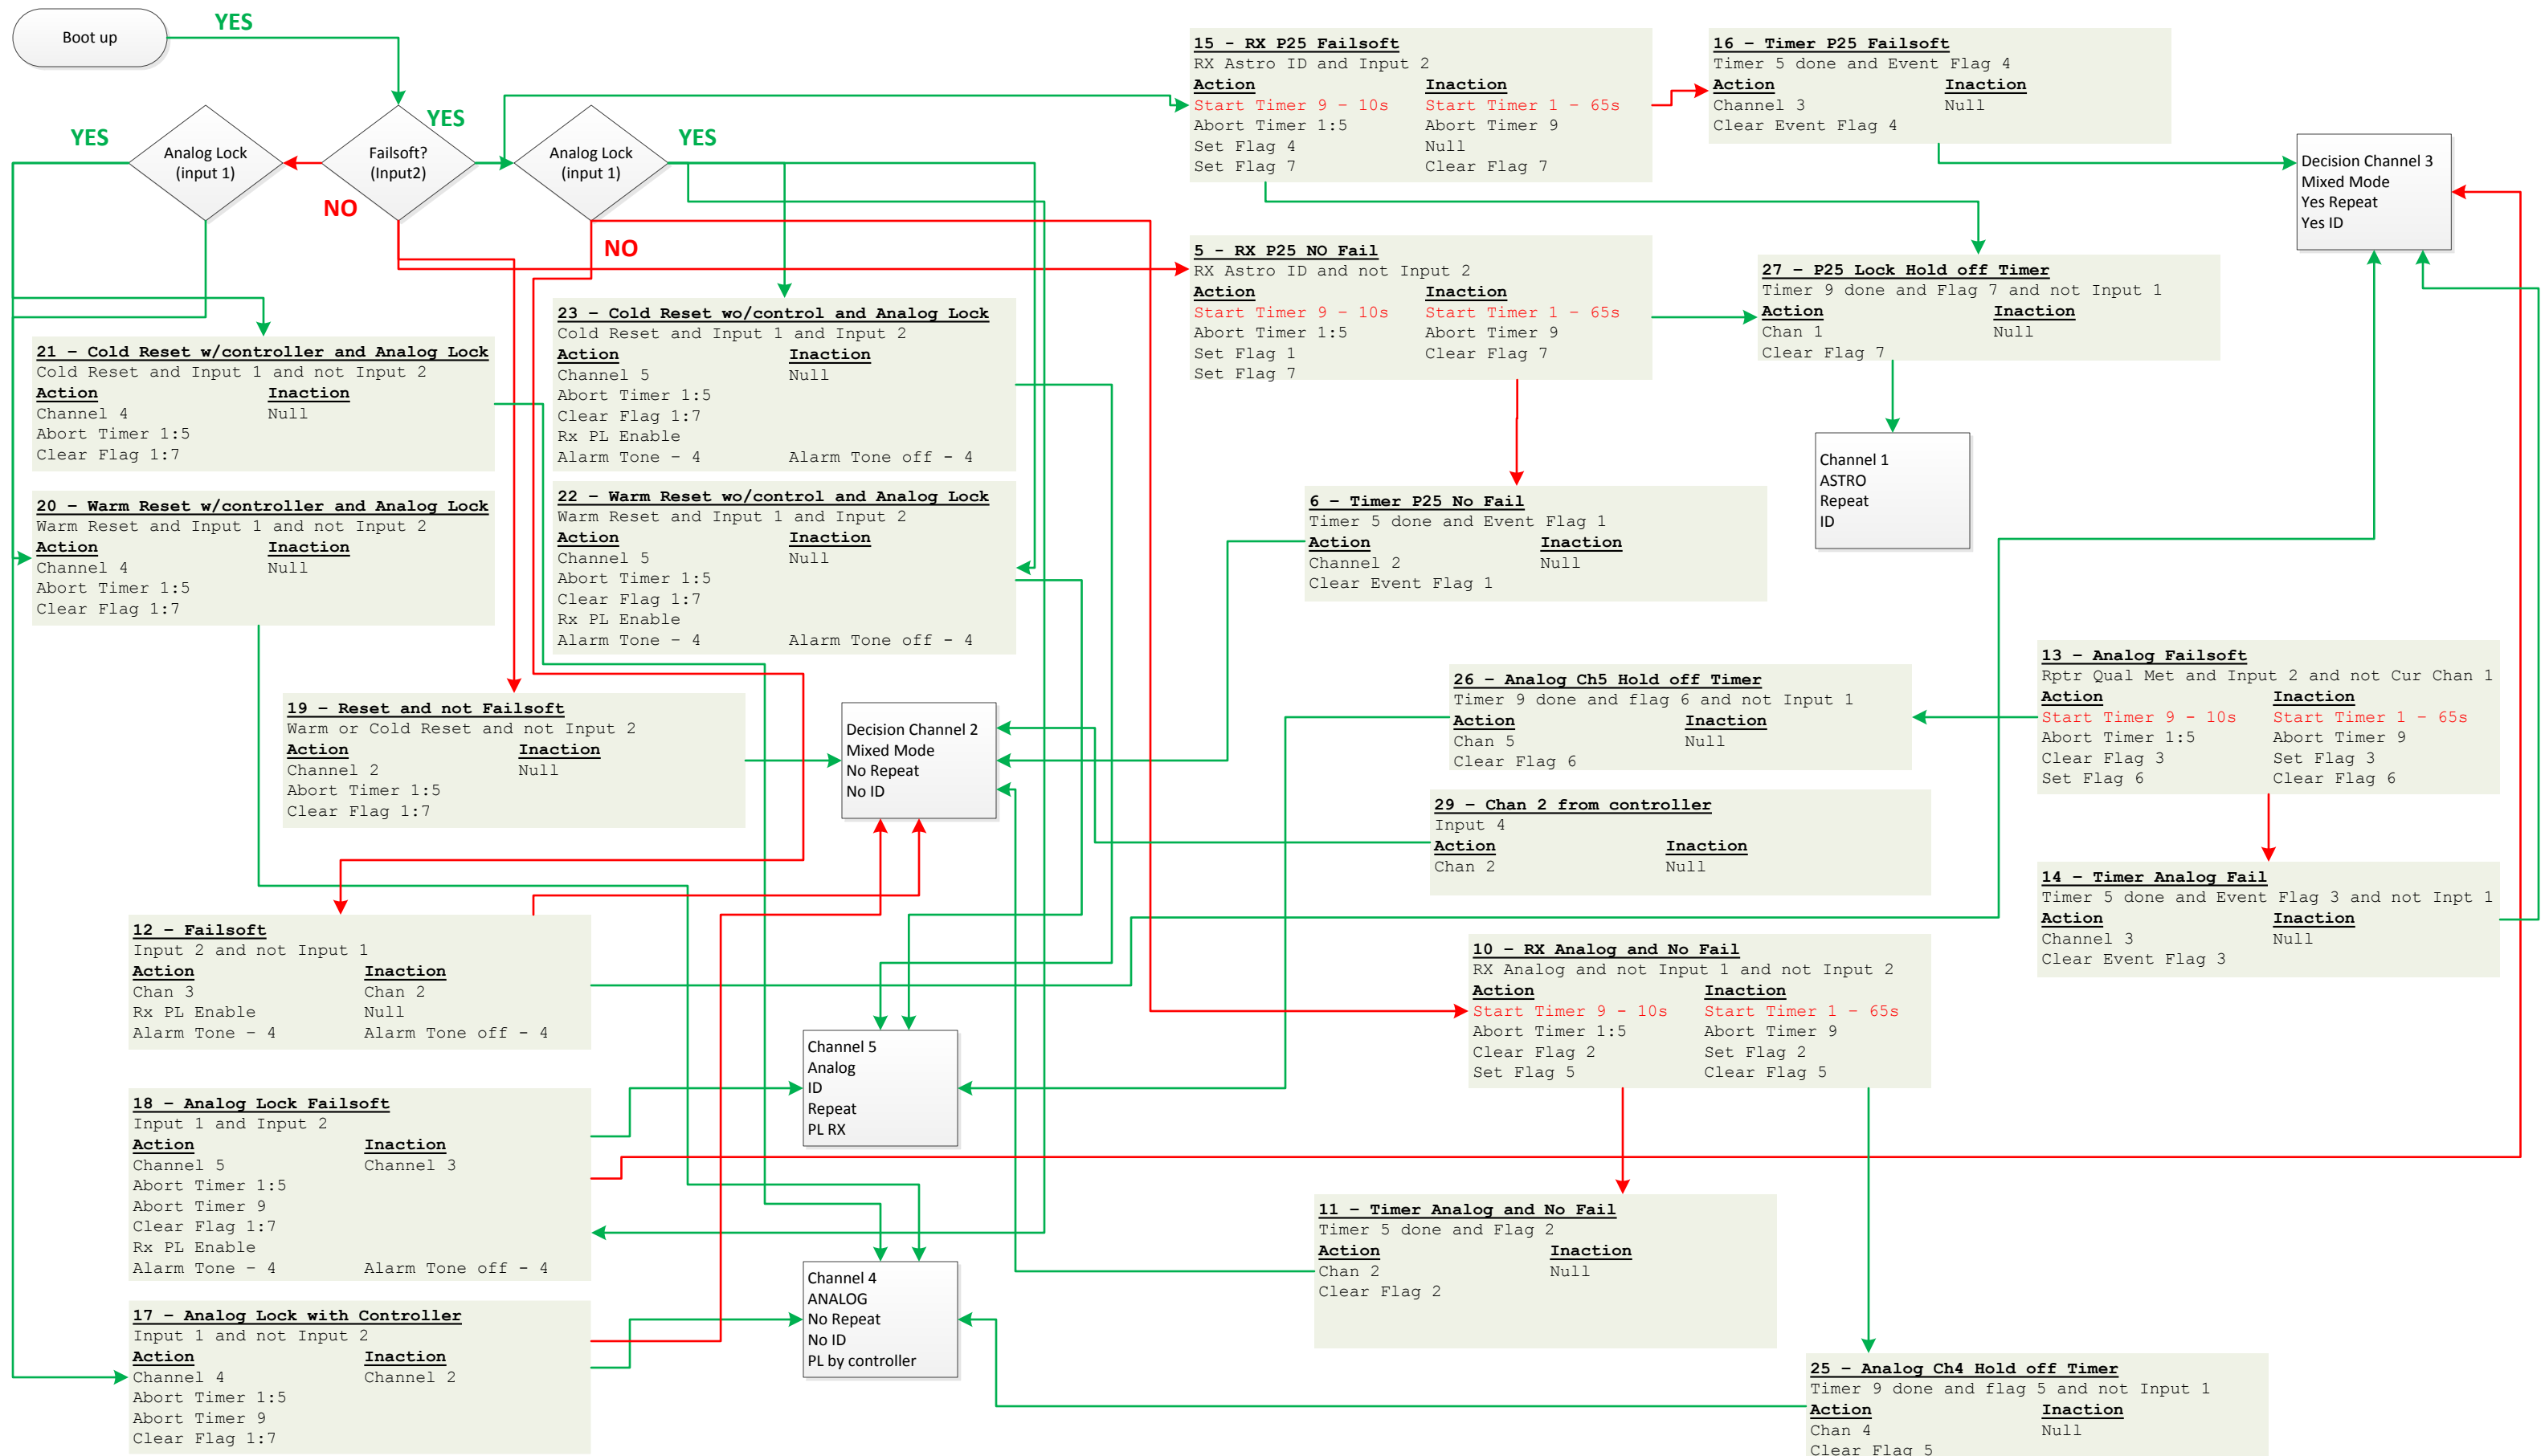 Boot up
YES
YES
YES
YES
NO
NO
Analog Lock
(input 1)
Failsoft?
(Input2)
Analog Lock
(input 1)
15 - RX P25 Failsoft
RX Astro ID and Input 2
Action Inaction
Start Timer 9 – 10s Start Timer 1 – 65s
Abort Timer 1:5 Abort Timer 9
Set Flag 4 Null
Set Flag 7 Clear Flag 7
16 – Timer P25 Failsoft
Timer 5 done and Event Flag 4
Action Inaction
Channel 3 Null
Clear Event Flag 4
Decision Channel 3
Mixed Mode
Yes Repeat
Yes ID
5 - RX P25 NO Fail
RX Astro ID and not Input 2
Action Inaction
Start Timer 9 – 10s Start Timer 1 – 65s
Abort Timer 1:5 Abort Timer 9
Set Flag 1 Clear Flag 7
Set Flag 7
27 – P25 Lock Hold off Timer
Timer 9 done and Flag 7 and not Input 1
Action Inaction
Chan 1 Null
Clear Flag 7
23 – Cold Reset wo/control and Analog Lock
Cold Reset and Input 1 and Input 2
Action Inaction
Channel 5 Null
Abort Timer 1:5
Clear Flag 1:7
Rx PL Enable
Alarm Tone – 4 Alarm Tone off - 4
21 – Cold Reset w/controller and Analog Lock
Cold Reset and Input 1 and not Input 2
Action Inaction
Channel 4 Null
Abort Timer 1:5
Clear Flag 1:7
Channel 1
ASTRO
Repeat
ID
20 – Warm Reset w/controller and Analog Lock
Warm Reset and Input 1 and not Input 2
Action Inaction
Channel 4 Null
Abort Timer 1:5
Clear Flag 1:7
22 – Warm Reset wo/control and Analog Lock
Warm Reset and Input 1 and Input 2
Action Inaction
Channel 5 Null
Abort Timer 1:5
Clear Flag 1:7
Rx PL Enable
Alarm Tone – 4 Alarm Tone off - 4
6 – Timer P25 No Fail
Timer 5 done and Event Flag 1
Action Inaction
Channel 2 Null
Clear Event Flag 1
19 – Reset and not Failsoft
Warm or Cold Reset and not Input 2
Action Inaction
Channel 2 Null
Abort Timer 1:5
Clear Flag 1:7
Decision Channel 2
Mixed Mode
No Repeat
No ID
26 – Analog Ch5 Hold off Timer
Timer 9 done and flag 6 and not Input 1
Action Inaction
Chan 5 Null
Clear Flag 6
13 – Analog Failsoft
Rptr Qual Met and Input 2 and not Cur Chan 1
Action Inaction
Start Timer 9 - 10s Start Timer 1 – 65s
Abort Timer 1:5 Abort Timer 9
Clear Flag 3 Set Flag 3
Set Flag 6 Clear Flag 6
29 – Chan 2 from controller
Input 4
Action Inaction
Chan 2 Null
14 – Timer Analog Fail
Timer 5 done and Event Flag 3 and not Inpt 1
Action Inaction
Channel 3 Null
Clear Event Flag 3
12 – Failsoft
Input 2 and not Input 1
Action Inaction
Chan 3 Chan 2
Rx PL Enable Null
Alarm Tone – 4 Alarm Tone off - 4
10 – RX Analog and No Fail
RX Analog and not Input 1 and not Input 2
Action Inaction
Start Timer 9 - 10s Start Timer 1 – 65s
Abort Timer 1:5 Abort Timer 9
Clear Flag 2 Set Flag 2
Set Flag 5 Clear Flag 5
Channel 5
Analog
ID
Repeat
PL RX
18 – Analog Lock Failsoft
Input 1 and Input 2
Action Inaction
Channel 5 Channel 3
Abort Timer 1:5
Abort Timer 9
Clear Flag 1:7
Rx PL Enable
Alarm Tone – 4 Alarm Tone off - 4
11 – Timer Analog and No Fail
Timer 5 done and Flag 2
Action Inaction
Chan 2 Null
Clear Flag 2
Channel 4
ANALOG
No Repeat
No ID
PL by controller
17 – Analog Lock with Controller
Input 1 and not Input 2
Action Inaction
Channel 4 Channel 2
Abort Timer 1:5
Abort Timer 9
Clear Flag 1:7
25 – Analog Ch4 Hold off Timer
Timer 9 done and flag 5 and not Input 1
Action Inaction
Chan 4 Null
Clear Flag 5